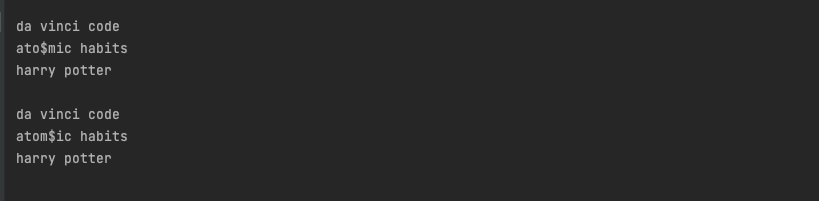 da vinci code
ato$mic habits
harry potter

da vinci code
atom$ic habits
harry potter